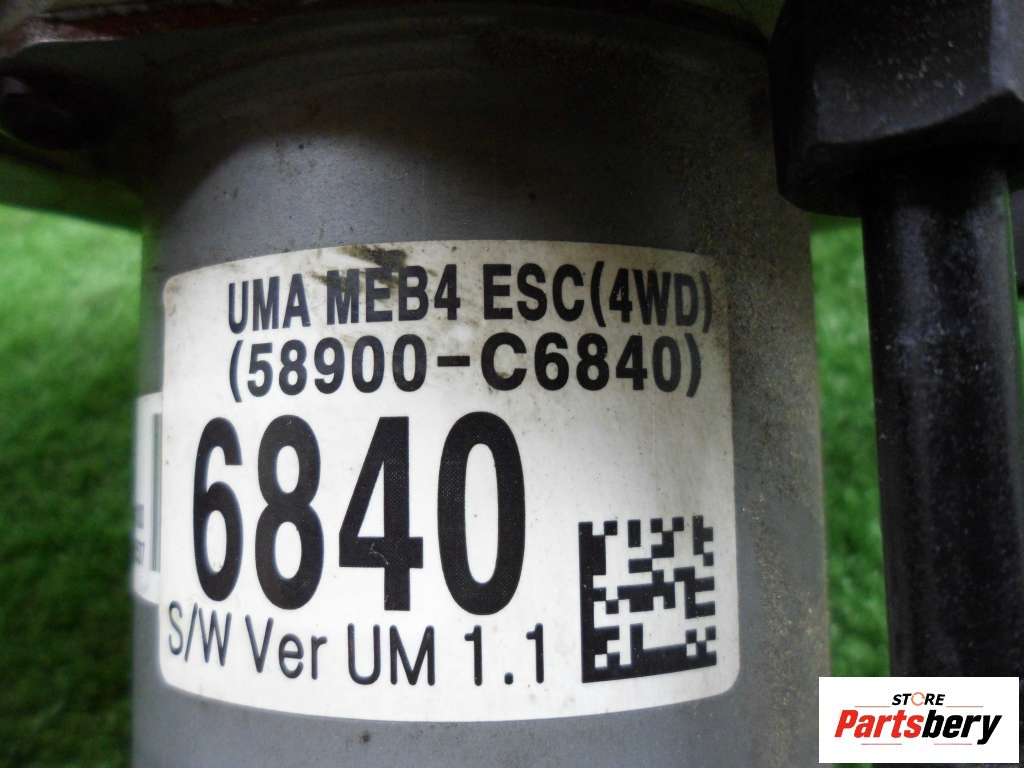 UMA MEB4 ESC(4WD)
(58900-C6840)
6840
S/W Ver UM 1.1
STORE
Partsbery